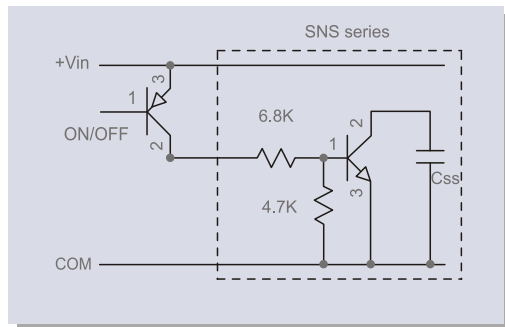 SNS series
+Vin
3
1
ON/OFF
2
6.8K
1
2
3
Css
4.7K
COM